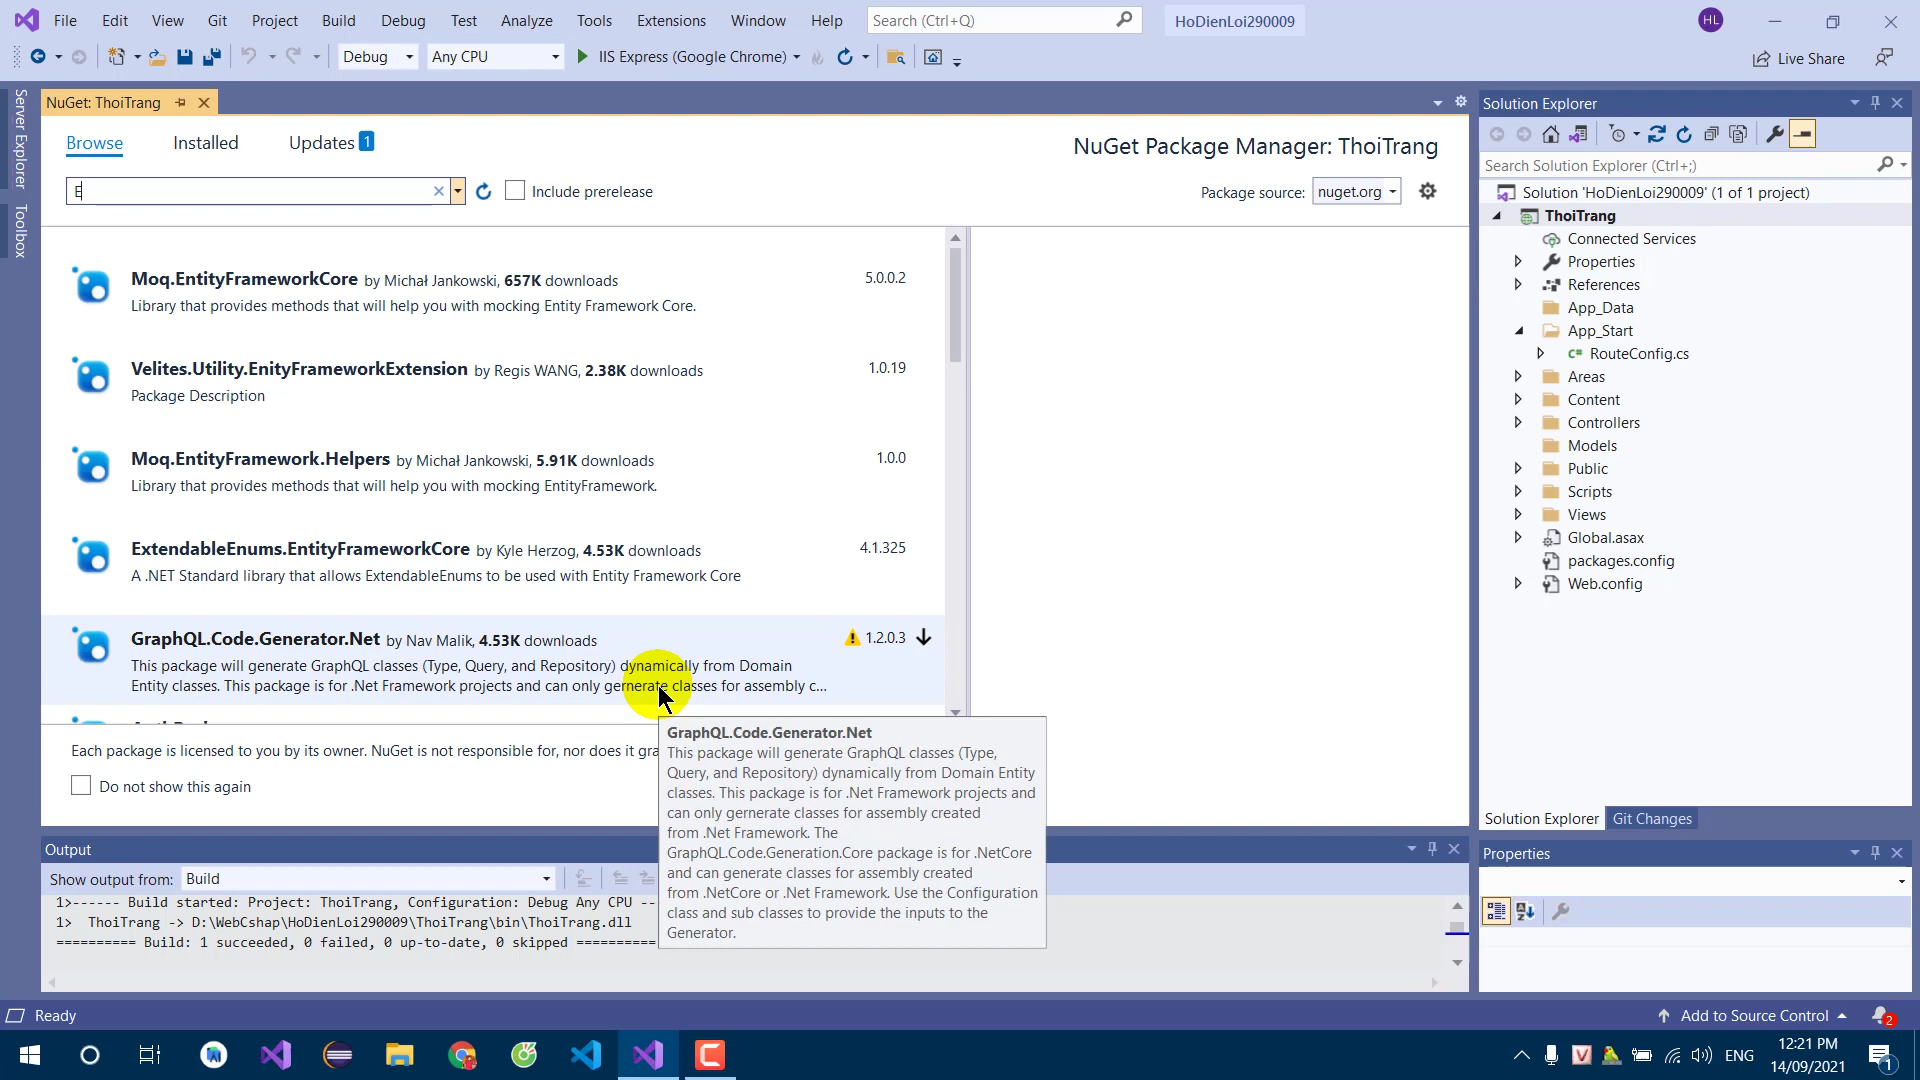 File Edit View Git Project Build Debug Test Analyze Tools Extensions Window Help Search (Ctrl+Q) HoDienLoi290009 HL
Debug Any CPU IIS Express (Google Chrome) Live Share
Server Explorer
Toolbox
NuGet: ThoiTrang
Browse Installed Updates 1
NuGet Package Manager: ThoiTrang
E Include prerelease Package source: nuget.org
Moq.EntityFrameworkCore by Michał Jankowski, 657K downloads 5.0.0.2
Library that provides methods that will help you with mocking Entity Framework Core.
Velites.Utility.EnityFrameworkExtension by Regis WANG, 2.38K downloads 1.0.19
Package Description
Moq.EntityFramework.Helpers by Michał Jankowski, 5.91K downloads 1.0.0
Library that provides methods that will help you with mocking EntityFramework.
ExtendableEnums.EntityFrameworkCore by Kyle Herzog, 4.53K downloads 4.1.325
A .NET Standard library that allows ExtendableEnums to be used with Entity Framework Core
GraphQL.Code.Generator.Net by Nav Malik, 4.53K downloads 1.2.0.3
This package will generate GraphQL classes (Type, Query, and Repository) dynamically from Domain
Entity classes. This package is for .Net Framework projects and can only gernerate classes for assembly c...
Each package is licensed to you by its owner. NuGet is not responsible, nor does it gra
Do not show this again
GraphQL.Code.Generator.Net
This package will generate GraphQL classes (Type,
Query, and Repository) dynamically from Domain Entity
classes. This package is for .Net Framework projects and
can only gernerate classes for assembly created
from .Net Framework. The
GraphQL.Code.Generation.Core package is for .NetCore
and can generate classes for assembly created
from .NetCore or .Net Framework. Use the Configuration
class and sub classes to provide the inputs to the
Generator.
Output
Show output from: Build
1>------ Build started: Project: ThoiTrang, Configuration: Debug Any CPU --
1> ThoiTrang -> D:\WebCshap\HoDienLoi290009\ThoiTrang\bin\ThoiTrang.dll
========== Build: 1 succeeded, 0 failed, 0 up-to-date, 0 skipped ==========
Solution Explorer
Search Solution Explorer (Ctrl+;)
Solution 'HoDienLoi290009' (1 of 1 project)
ThoiTrang
Connected Services
Properties
References
App_Data
App_Start
C# RouteConfig.cs
Areas
Content
Controllers
Models
Public
Scripts
Views
Global.asax
packages.config
Web.config
Solution Explorer Git Changes
Properties
Ready Add to Source Control 2
ENG 12:21 PM
14/09/2021 1